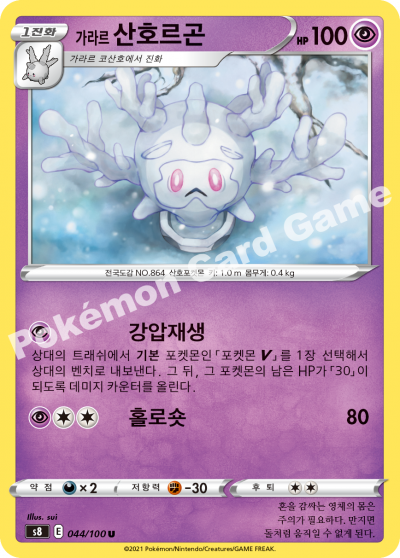 1진화
가라르 산호르곤
HP 100
가라르 코산호에서 진화
Pokémon Card Game
전국도감 NO.864 산호포켓몬 키: 1.0 m 몸무게: 0.4 kg
강압재생
상대의 트래쉬에서 기본 포켓몬인 「포켓몬 V」를 1장 선택해서
상대의 벤치로 내보낸다. 그 뒤, 그 포켓몬의 남은 HP가 「30」이
되도록 데미지 카운터를 올린다.
홀로숏 80
약점 ×2 저항력 -30 후퇴
Illus. sui
s8 E 044/100 U
혼을 감싸는 영체의 몸은
주의가 필요하다. 만지면
돌처럼 움직일 수 없게 된다.
©2021 Pokémon/Nintendo/Creatures/GAME FREAK.